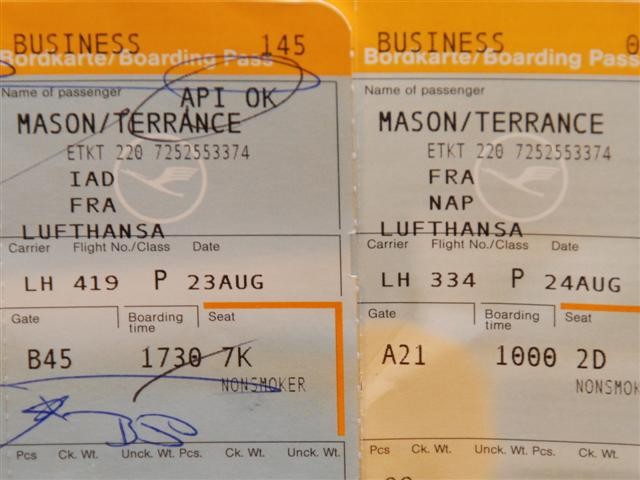 BUSINESS 145
Bordkarte/Boarding Pass
Name of passenger
API OK
MASON/TERRANCE
ETKT 220 7252553374
IAD
FRA
LUFTHANSA
Carrier Flight No./Class Date
LH 419 P 23AUG
Gate Boarding time Seat
B45 1730 7K
NONSMOKER
Pcs Ck. Wt. Unck. Wt. Pcs. Ck. Wt. Unck. Wt.
BUSINESS
Bordkarte/Boarding Pass
Name of passenger
MASON/TERRANCE
ETKT 220 7252553374
FRA
NAP
LUFTHANSA
Carrier Flight No./Class Date
LH 334 P 24AUG
Gate Boarding time Seat
A21 1000 2D
NONSMOK
Pcs Ck. Wt. Unck. Wt. Pcs. Ck. Wt.